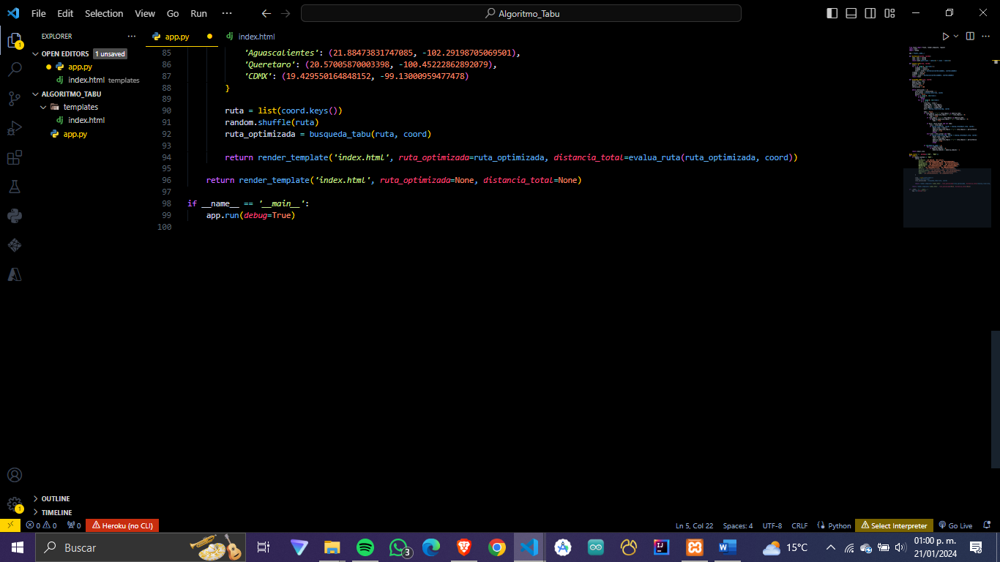 File Edit Selection View Go Run ··· Algoritmo_Tabu
EXPLORER ···
OPEN EDITORS 1 unsaved
app.py
index.html templates
ALGORITMO_TABU
templates
index.html
app.py
app.py index.html
85 'Aguascalientes': (21.88473831747085, -102.29198705069501),
86 'Queretaro': (20.57005870003398, -100.45222862892079),
87 'CDMX': (19.429550164848152, -99.13000959477478)
88 }
89
90 ruta = list(coord.keys())
91 random.shuffle(ruta)
92 ruta_optimizada = busqueda_tabu(ruta, coord)
93
94 return render_template('index.html', ruta_optimizada=ruta_optimizada, distancia_total=evalua_ruta(ruta_optimizada, coord))
95
96 return render_template('index.html', ruta_optimizada=None, distancia_total=None)
97
98 if __name__ == '__main__':
99 app.run(debug=True)
100
OUTLINE
TIMELINE
0 0 0 Heroku (no CLI) Ln 5, Col 22 Spaces: 4 UTF-8 CRLF Python Select Interpreter Go Live
Buscar 3 15°C 01:00 p. m.
21/01/2024